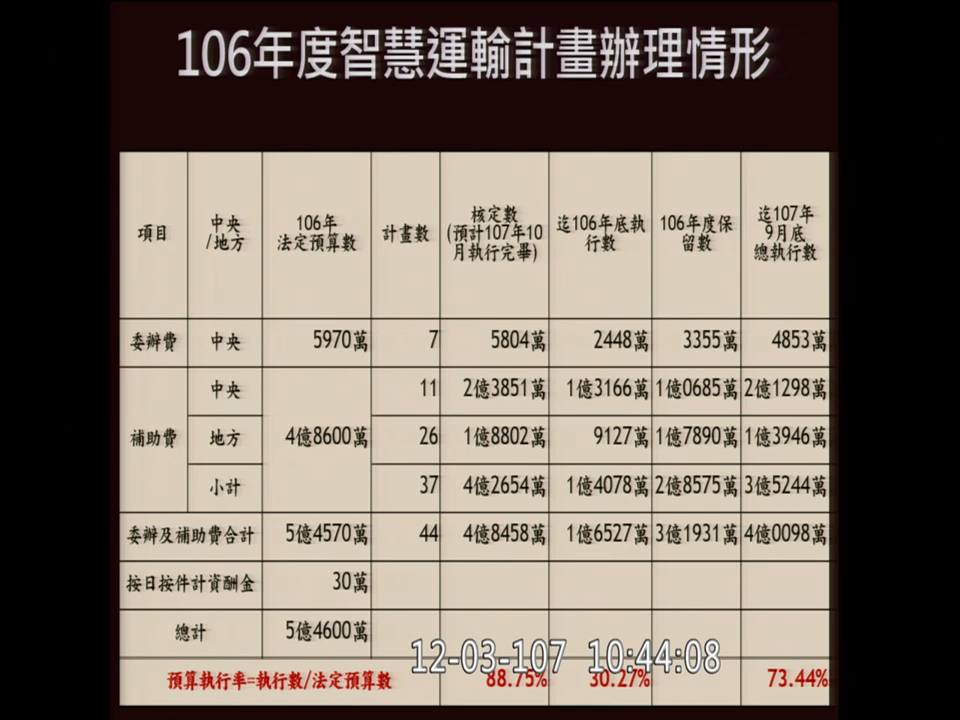 106年度智慧運輸計畫辦理情形
項目 中央/地方 106年法定預算數 計畫數 核定數(預計107年10月執行完畢) 迄106年底執行數 106年度保留數 迄107年9月底總執行數
委辦費 中央 5970萬 7 5804萬 2448萬 3355萬 4853萬
中央 11 2億3851萬 1億3166萬 1億0685萬 2億1298萬
補助費 地方 4億8600萬 26 1億8802萬 9127萬 1億7890萬 1億3946萬
小計 37 4億2654萬 1億4078萬 2億8575萬 3億5244萬
委辦及補助費合計 5億4570萬 44 4億8458萬 1億6527萬 3億1931萬 4億0098萬
按日按件計資酬金 30萬
總計 5億4600萬
12-03-107 10:44:08
預算執行率=執行數/法定預算數 88.75% 30.27% 73.44%